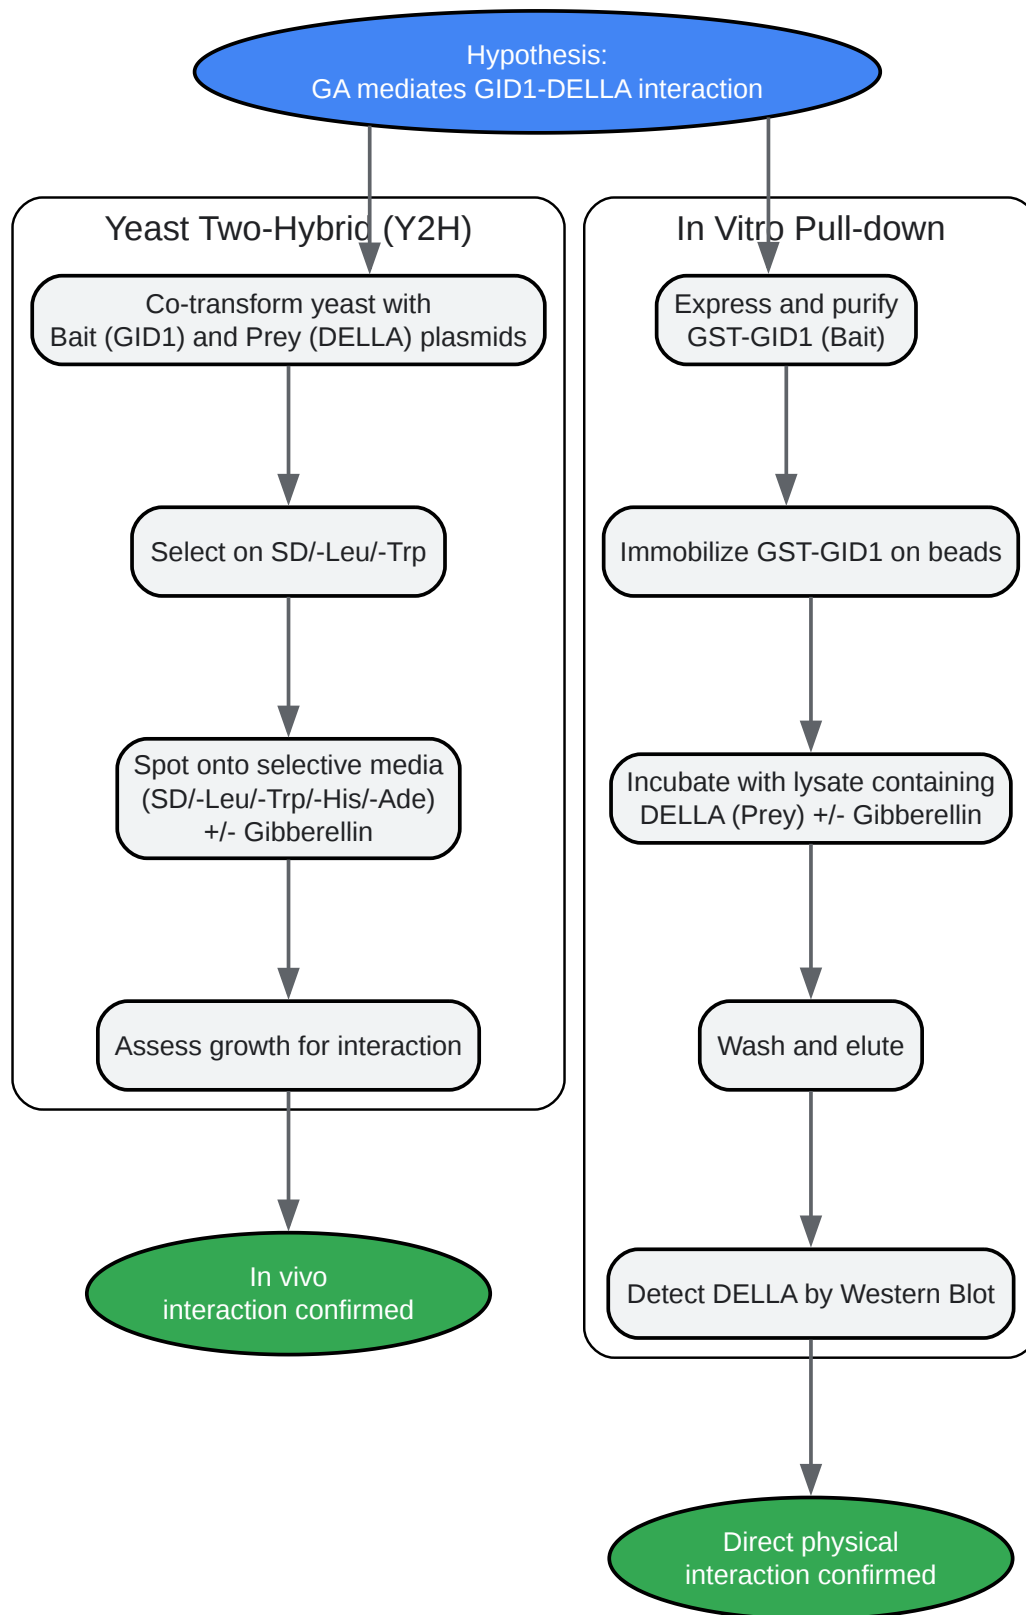 Hypothesis:
GA mediates GID1-DELLA interaction
Yeast Two-Hybrid (Y2H)
Co-transform yeast with
Bait (GID1) and Prey (DELLA) plasmids
Select on SD/-Leu/-Trp
Spot onto selective media
(SD/-Leu/-Trp/-His/-Ade)
+/- Gibberellin
Assess growth for interaction
In vivo
interaction confirmed
In Vitro Pull-down
Express and purify
GST-GID1 (Bait)
Immobilize GST-GID1 on beads
Incubate with lysate containing
DELLA (Prey) +/- Gibberellin
Wash and elute
Detect DELLA by Western Blot
Direct physical
interaction confirmed